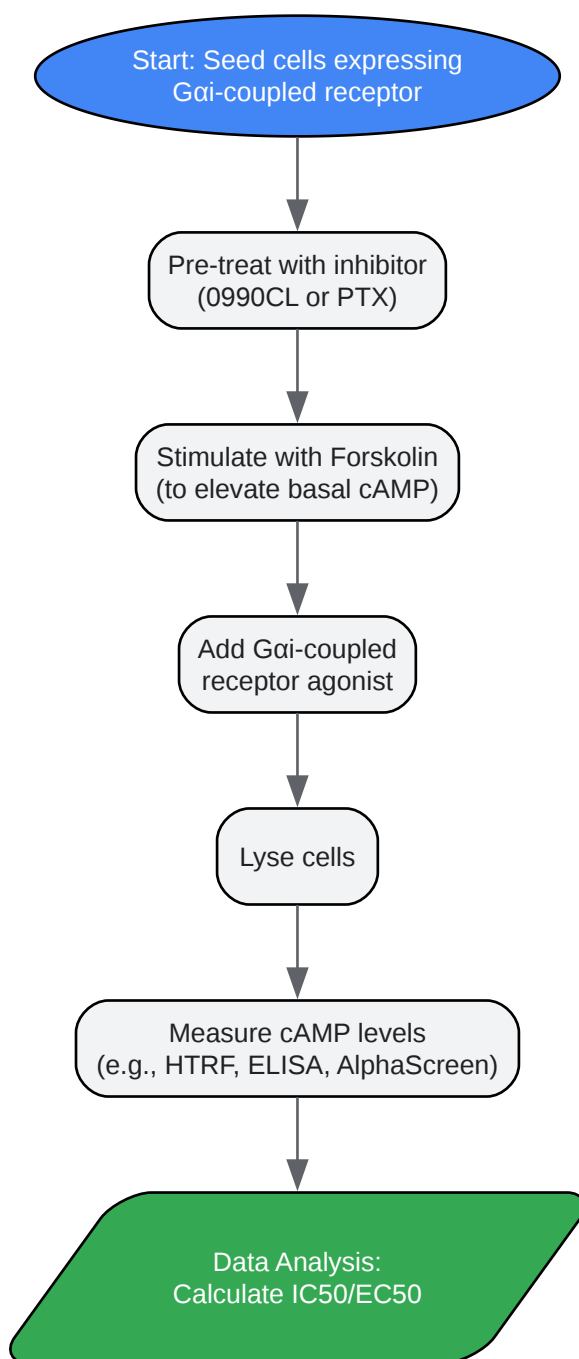 Start: Seed cells expressing
Gαi-coupled receptor
Pre-treat with inhibitor
(0990CL or PTX)
Stimulate with Forskolin
(to elevate basal cAMP)
Add Gαi-coupled
receptor agonist
Lyse cells
Measure cAMP levels
(e.g., HTRF, ELISA, AlphaScreen)
Data Analysis:
Calculate IC50/EC50